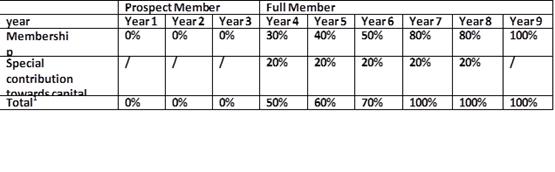 Prospect Member Full Member
year Year 1 Year 2 Year 3 Year 4 Year 5 Year 6 Year 7 Year 8 Year 9
Membershi 0% 0% 0% 30% 40% 50% 80% 80% 100%
p
Special / / / 20% 20% 20% 20% 20% /
contribution
towards capital
Total¹ 0% 0% 0% 50% 60% 70% 100% 100% 100%